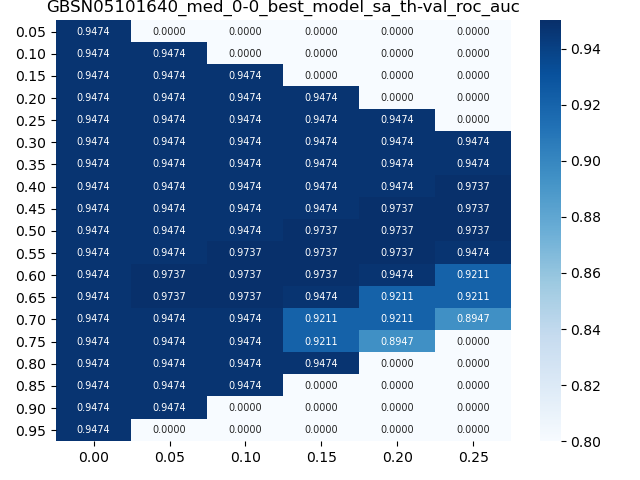 GBSN05101640_med_0-0_best_model_sa_th-val_roc_auc
0.05 0.9474 0.0000 0.0000 0.0000 0.0000 0.0000
0.10 0.9474 0.9474 0.0000 0.0000 0.0000 0.0000
0.15 0.9474 0.9474 0.9474 0.0000 0.0000 0.0000
0.20 0.9474 0.9474 0.9474 0.9474 0.0000 0.0000
0.25 0.9474 0.9474 0.9474 0.9474 0.9474 0.0000
0.30 0.9474 0.9474 0.9474 0.9474 0.9474 0.9474
0.35 0.9474 0.9474 0.9474 0.9474 0.9474 0.9474
0.40 0.9474 0.9474 0.9474 0.9474 0.9474 0.9737
0.45 0.9474 0.9474 0.9474 0.9474 0.9737 0.9737
0.50 0.9474 0.9474 0.9474 0.9737 0.9737 0.9737
0.55 0.9474 0.9474 0.9737 0.9737 0.9737 0.9474
0.60 0.9474 0.9737 0.9737 0.9737 0.9474 0.9211
0.65 0.9474 0.9737 0.9737 0.9474 0.9211 0.9211
0.70 0.9474 0.9474 0.9474 0.9211 0.9211 0.8947
0.75 0.9474 0.9474 0.9474 0.9211 0.8947 0.0000
0.80 0.9474 0.9474 0.9474 0.9474 0.0000 0.0000
0.85 0.9474 0.9474 0.9474 0.0000 0.0000 0.0000
0.90 0.9474 0.9474 0.0000 0.0000 0.0000 0.0000
0.95 0.9474 0.0000 0.0000 0.0000 0.0000 0.0000
0.00 0.05 0.10 0.15 0.20 0.25
0.94
0.92
0.90
0.88
0.86
0.84
0.82
0.80